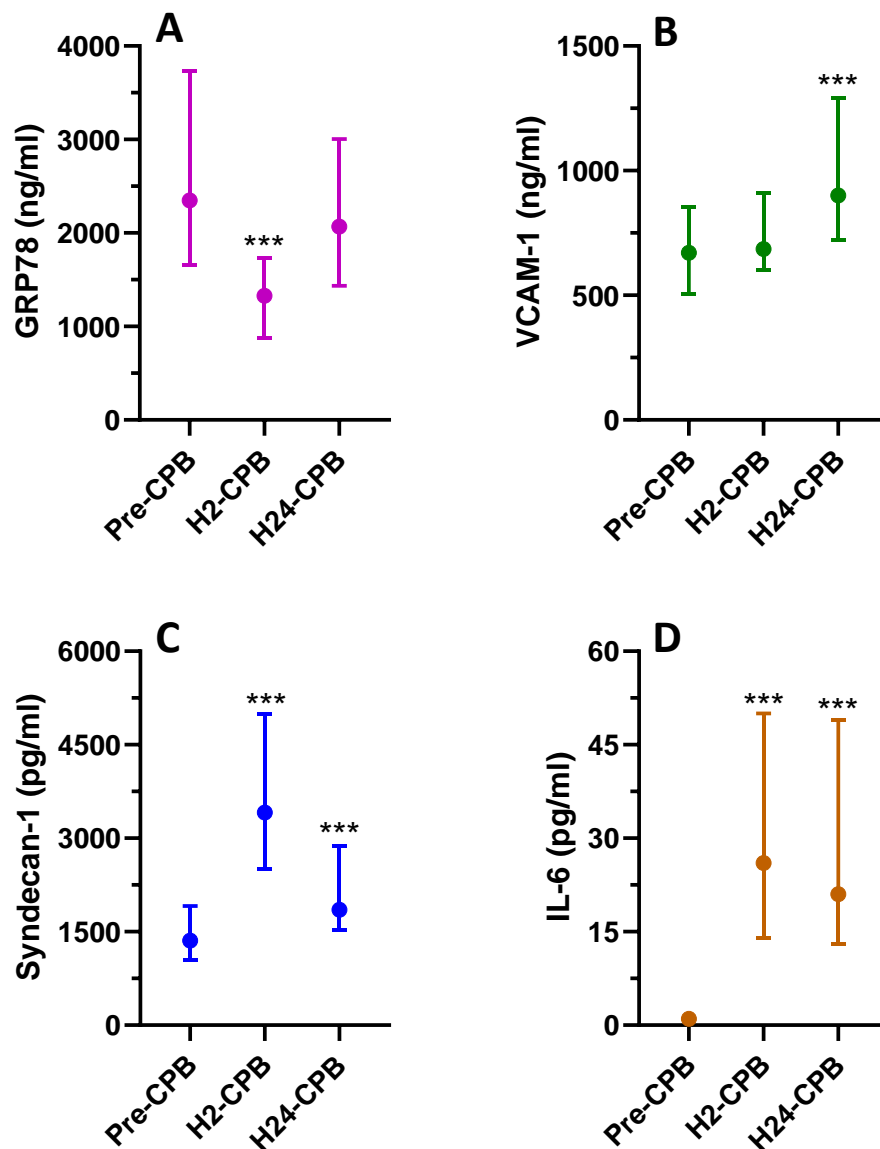 A
GRP78 (ng/ml)
4000
3000
2000
1000
0
***
Pre-CPB
H2-CPB
H24-CPB
B
VCAM-1 (ng/ml)
1500
1000
500
0
***
Pre-CPB
H2-CPB
H24-CPB
C
Syndecan-1 (pg/ml)
6000
4500
3000
1500
0
***
***
Pre-CPB
H2-CPB
H24-CPB
D
IL-6 (pg/ml)
60
45
30
15
0
***
***
Pre-CPB
H2-CPB
H24-CPB